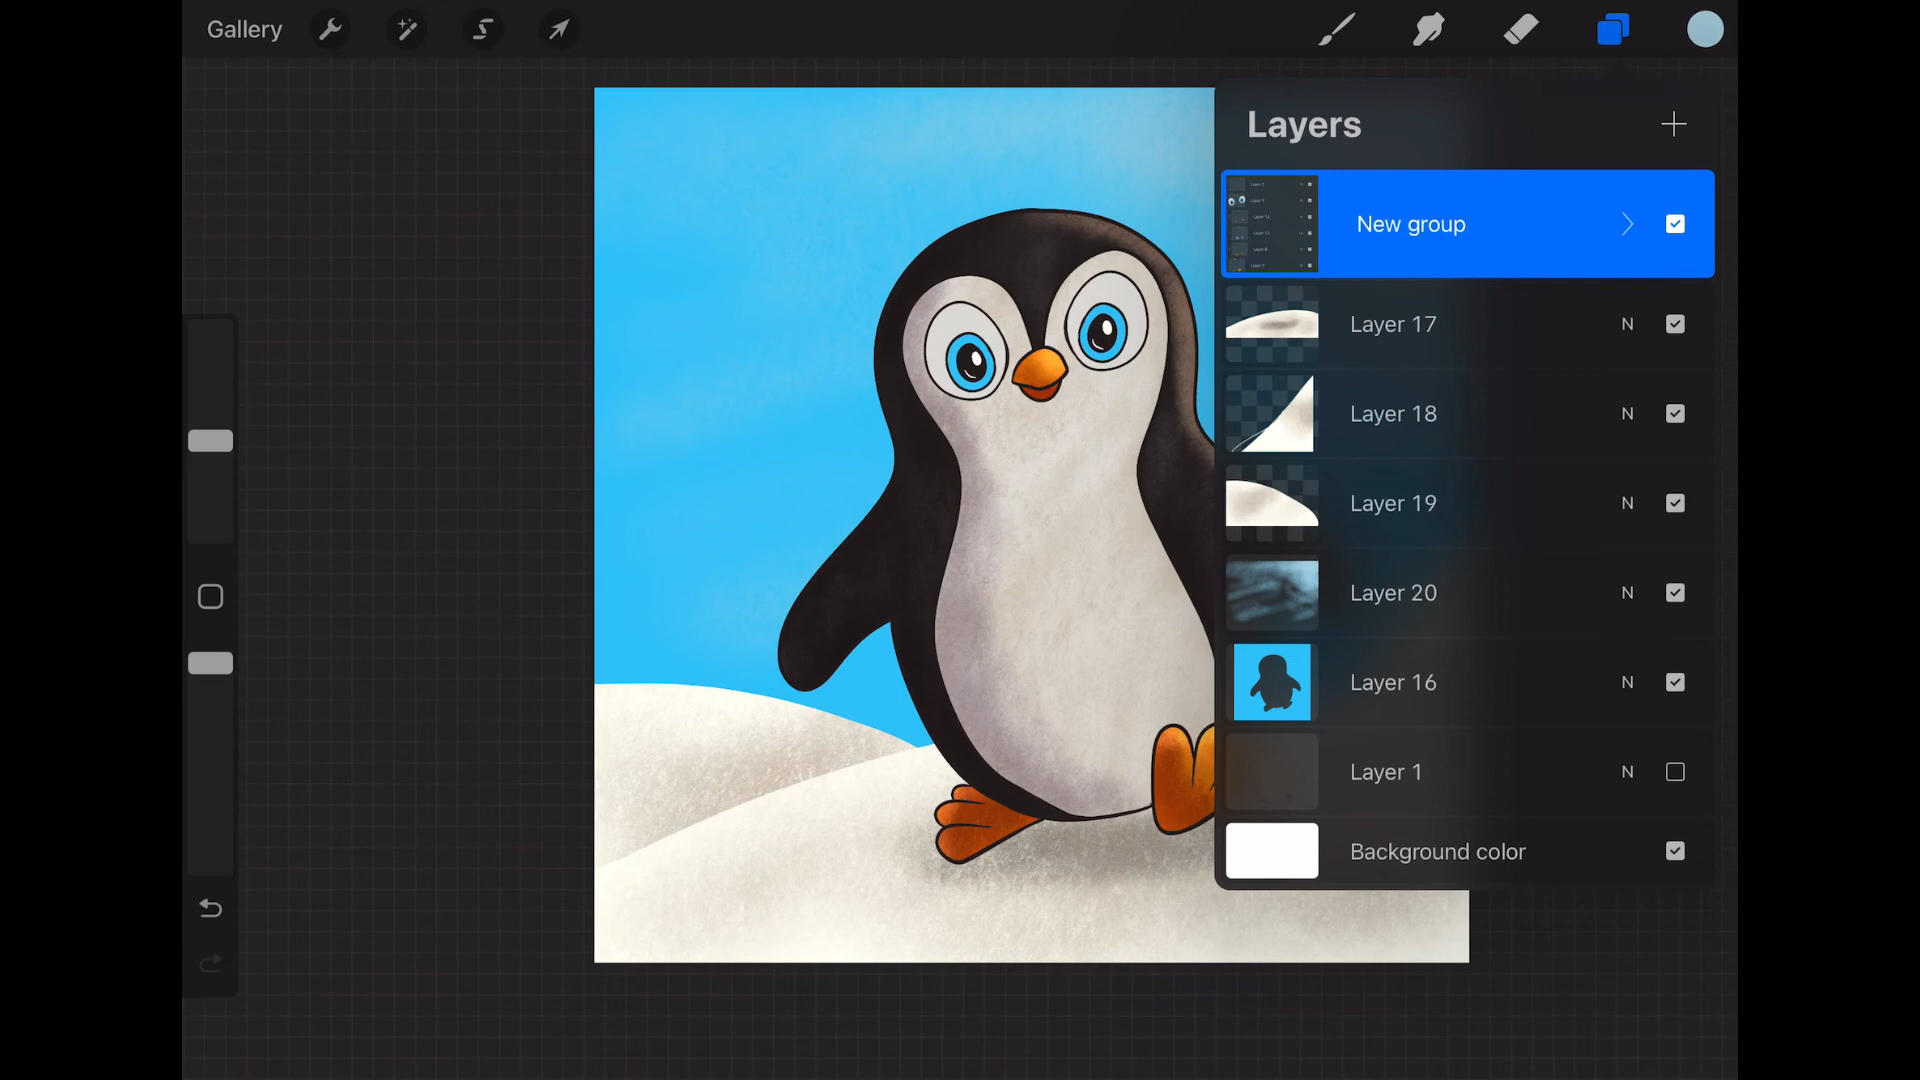 Gallery
Layers
New group
Layer 17 N
Layer 18 N
Layer 19 N
Layer 20 N
Layer 16 N
Layer 1 N
Background color